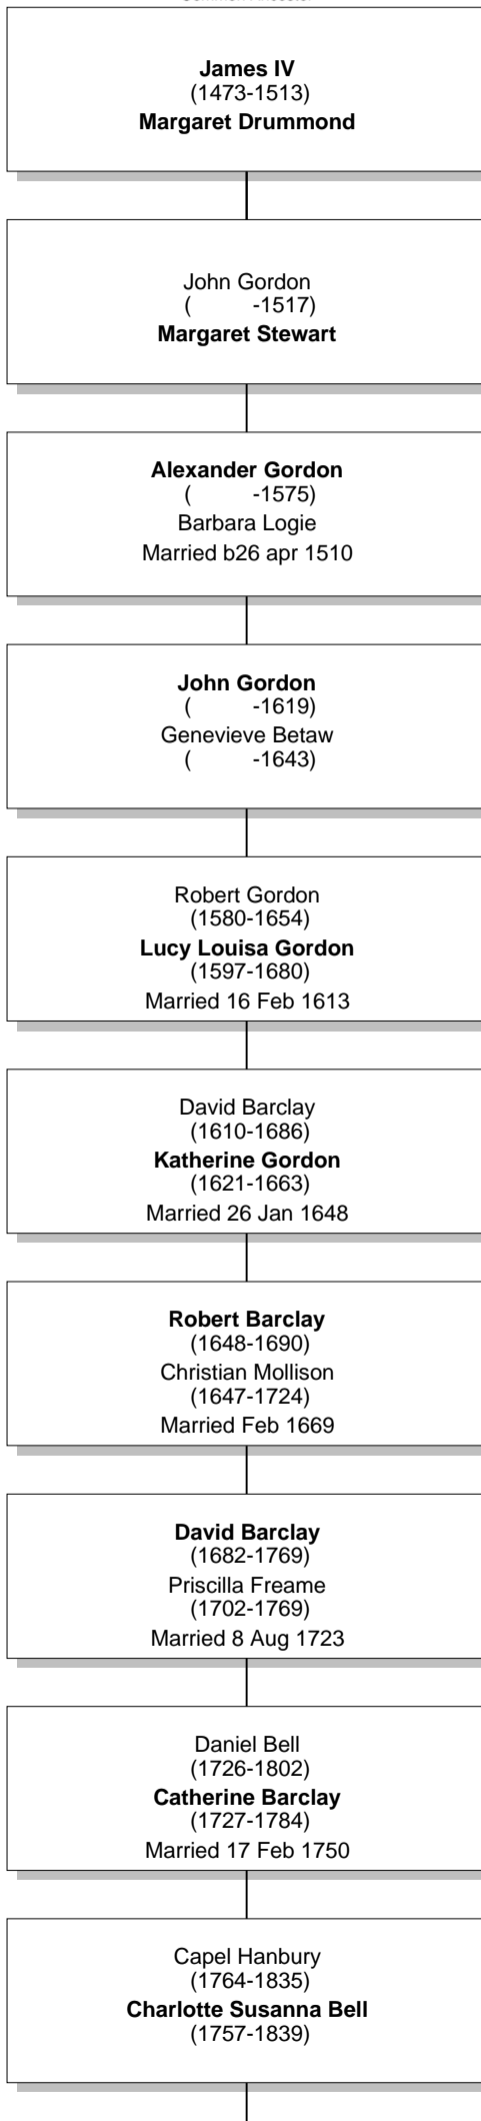 James IV
(1473-1513)
Margaret Drummond
John Gordon
(        -1517)
Margaret Stewart
Alexander Gordon
(        -1575)
Barbara Logie
Married b26 apr 1510
John Gordon
(        -1619)
Genevieve Betaw
(        -1643)
Robert Gordon
(1580-1654)
Lucy Louisa Gordon
(1597-1680)
Married 16 Feb 1613
David Barclay
(1610-1686)
Katherine Gordon
(1621-1663)
Married 26 Jan 1648
Robert Barclay
(1648-1690)
Christian Mollison
(1647-1724)
Married Feb 1669
David Barclay
(1682-1769)
Priscilla Freame
(1702-1769)
Married 8 Aug 1723
Daniel Bell
(1726-1802)
Catherine Barclay
(1727-1784)
Married 17 Feb 1750
Capel Hanbury
(1764-1835)
Charlotte Susanna Bell
(1757-1839)